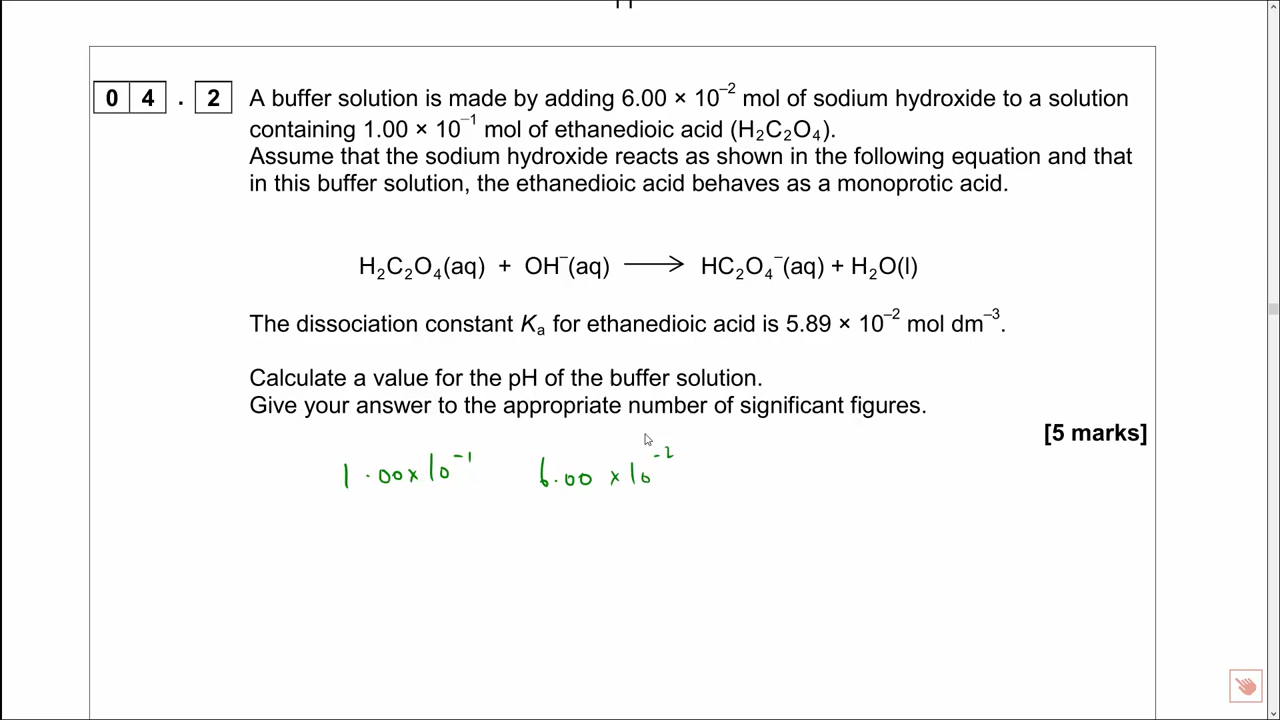 04.2 A buffer solution is made by adding 6.00 × 10⁻² mol of sodium hydroxide to a solution
containing 1.00 × 10⁻¹ mol of ethanedioic acid (H₂C₂O₄).
Assume that the sodium hydroxide reacts as shown in the following equation and that
in this buffer solution, the ethanedioic acid behaves as a monoprotic acid.
H₂C₂O₄(aq) + OH⁻(aq) ⟶ HC₂O₄⁻(aq) + H₂O(l)
The dissociation constant Kₐ for ethanedioic acid is 5.89 × 10⁻² mol dm⁻³.
Calculate a value for the pH of the buffer solution.
Give your answer to the appropriate number of significant figures.
[5 marks]
1.00 × 10⁻¹ 6.00 × 10⁻²